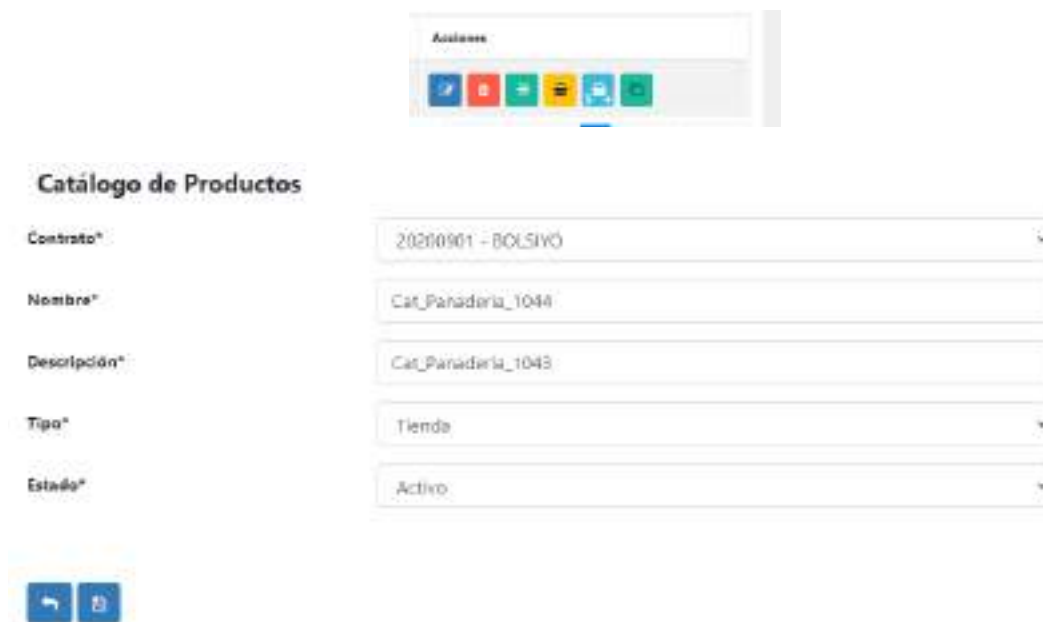 Acciones
Catálogo de Productos
Contrato* 20200901 - BOLSIYO
Nombre* Cat_Panaderia_1044
Descripción* Cat_Panaderia_1043
Tipo* Tienda
Estado* Activo